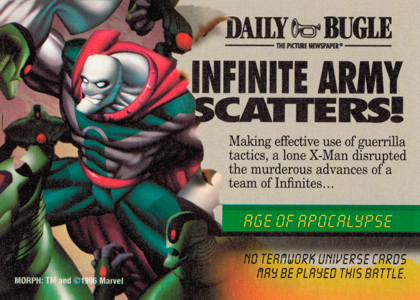 DAILY BUGLE
THE PICTURE NEWSPAPER®
INFINITE ARMY
SCATTERS!
Making effective use of guerrilla
tactics, a lone X-Man disrupted
the murderous advances of a
team of Infinites...
AGE OF APOCALYPSE
NO TEAMWORK UNIVERSE CARDS
MAY BE PLAYED THIS BATTLE.
MORPH: TM and ©1996 Marvel